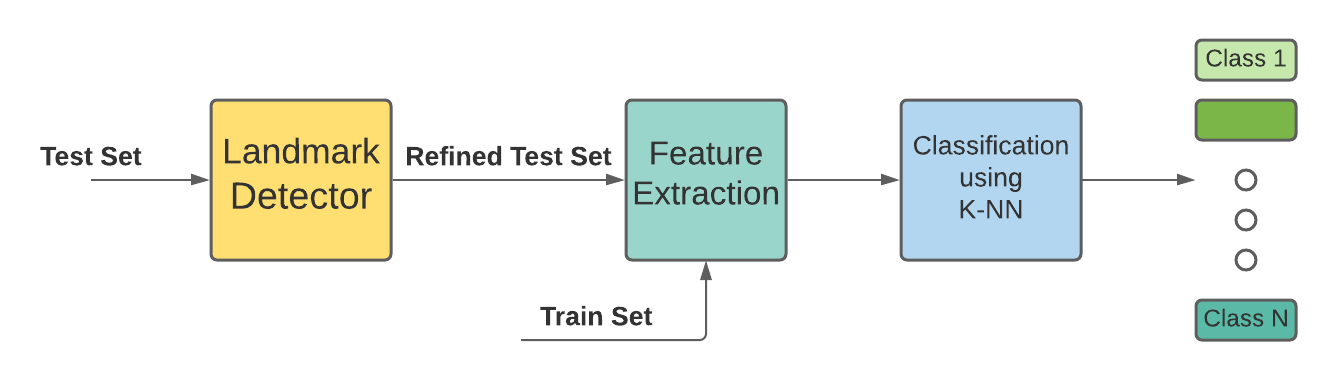 Test Set
Landmark
Detector
Refined Test Set
Feature
Extraction
Train Set
Classification
using
K-NN
Class 1
Class N